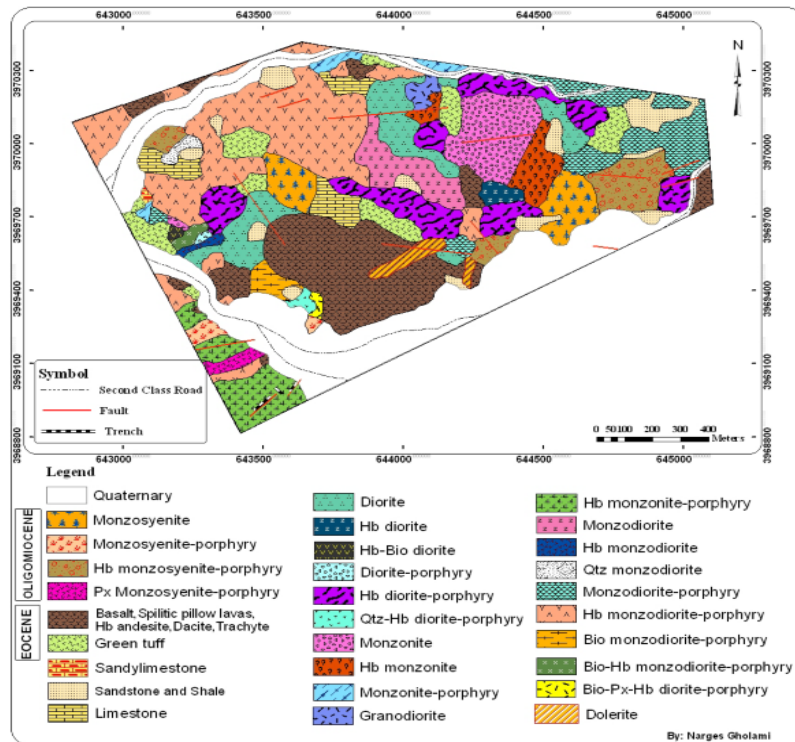 643000 643500 644000 644500 645000
3970300 3970300
3970000 3970000
3969700 3969700
3969400 3969400
3969100 3969100
3968800 3968800
N
Symbol
Second Class Road
Fault
Trench
0 50 100 200 300 400
Meters
643000 643500 644000 644500 645000
Legend
Quaternary
OLIGOMIOCENE
Monzosyenite
Monzosyenite-porphyry
Hb monzosyenite-porphyry
Px Monzosyenite-porphyry
EOCENE
Basalt, Spilitic pillow lavas,
Hb andesite, Dacite, Trachyte
Green tuff
Sandylimestone
Sandstone and Shale
Limestone
Diorite
Hb diorite
Hb-Bio diorite
Diorite-porphyry
Hb diorite-porphyry
Qtz-Hb diorite-porphyry
Monzonite
Hb monzonite
Monzonite-porphyry
Granodiorite
Hb monzonite-porphyry
Monzodiorite
Hb monzodiorite
Qtz monzodiorite
Monzodiorite-porphyry
Hb monzodiorite-porphyry
Bio monzodiorite-porphyry
Bio-Hb monzodiorite-porphyry
Bio-Px-Hb diorite-porphyry
Dolerite
By: Narges Gholami